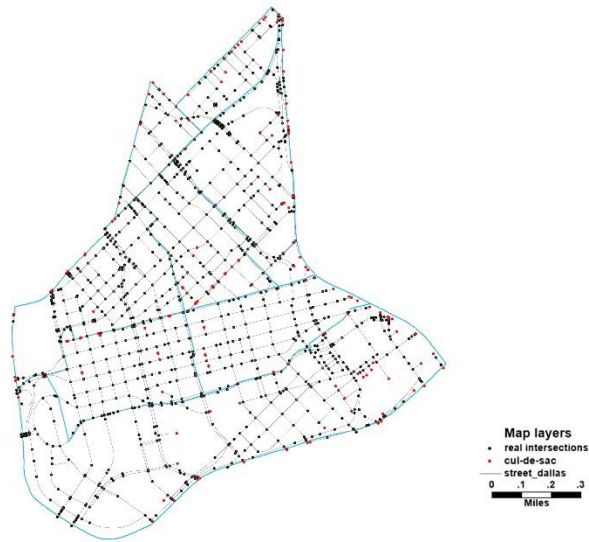 Map layers
real intersections
cul-de-sac
street_dallas
0 .1 .2 .3
Miles